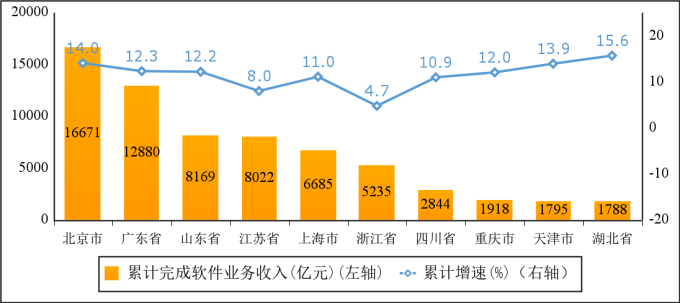 20000
15000
10000
5000
0
20
10
0
-10
-20
14.0 12.3 12.2 8.0 11.0 4.7 10.9 12.0 13.9 15.6
16671 12880 8169 8022 6685 5235 2844 1918 1795 1788
北京市 广东省 山东省 江苏省 上海市 浙江省 四川省 重庆市 天津市 湖北省
累计完成软件业务收入(亿元)(左轴) 累计增速(%)（右轴）